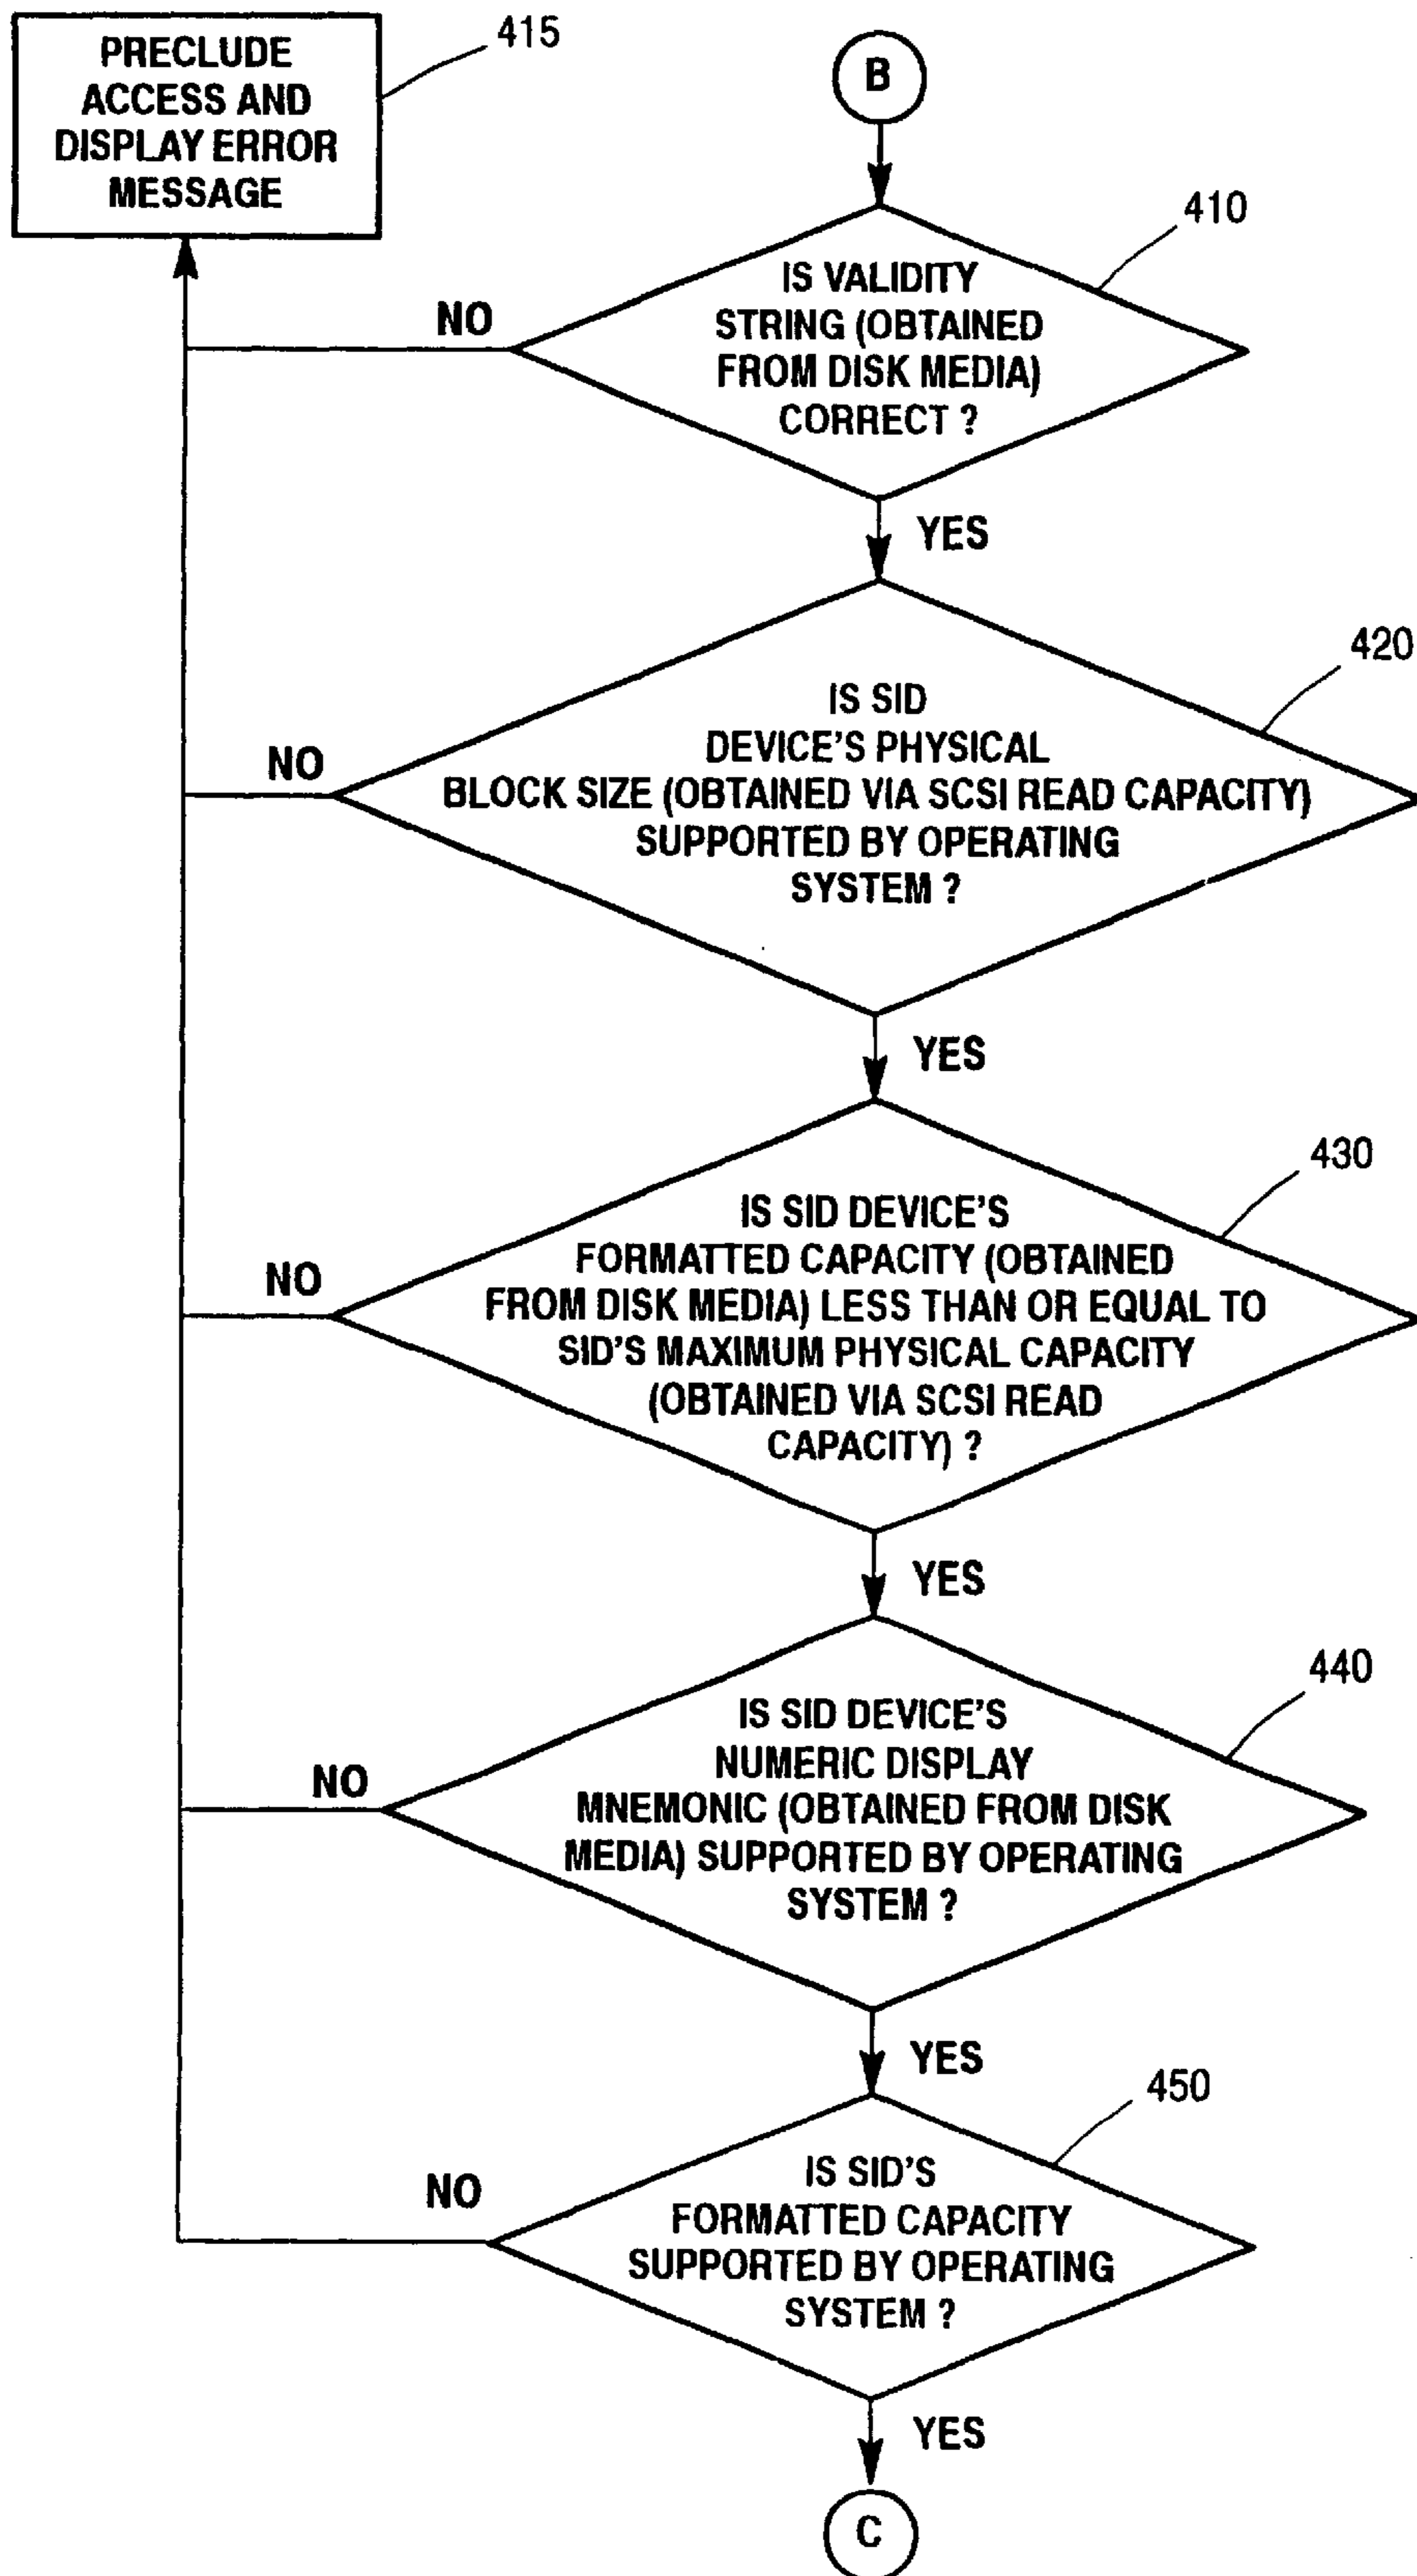 PRECLUDE
ACCESS AND
DISPLAY ERROR
MESSAGE
415
B
410
IS VALIDITY
STRING (OBTAINED
FROM DISK MEDIA)
CORRECT ?
NO
YES
420
IS SID
DEVICE'S PHYSICAL
BLOCK SIZE (OBTAINED VIA SCSI READ CAPACITY)
SUPPORTED BY OPERATING
SYSTEM ?
NO
YES
430
IS SID DEVICE'S
FORMATTED CAPACITY (OBTAINED
FROM DISK MEDIA) LESS THAN OR EQUAL TO
SID'S MAXIMUM PHYSICAL CAPACITY
(OBTAINED VIA SCSI READ
CAPACITY) ?
NO
YES
440
IS SID DEVICE'S
NUMERIC DISPLAY
MNEMONIC (OBTAINED FROM DISK
MEDIA) SUPPORTED BY OPERATING
SYSTEM ?
NO
YES
450
IS SID'S
FORMATTED CAPACITY
SUPPORTED BY OPERATING
SYSTEM ?
NO
YES
C